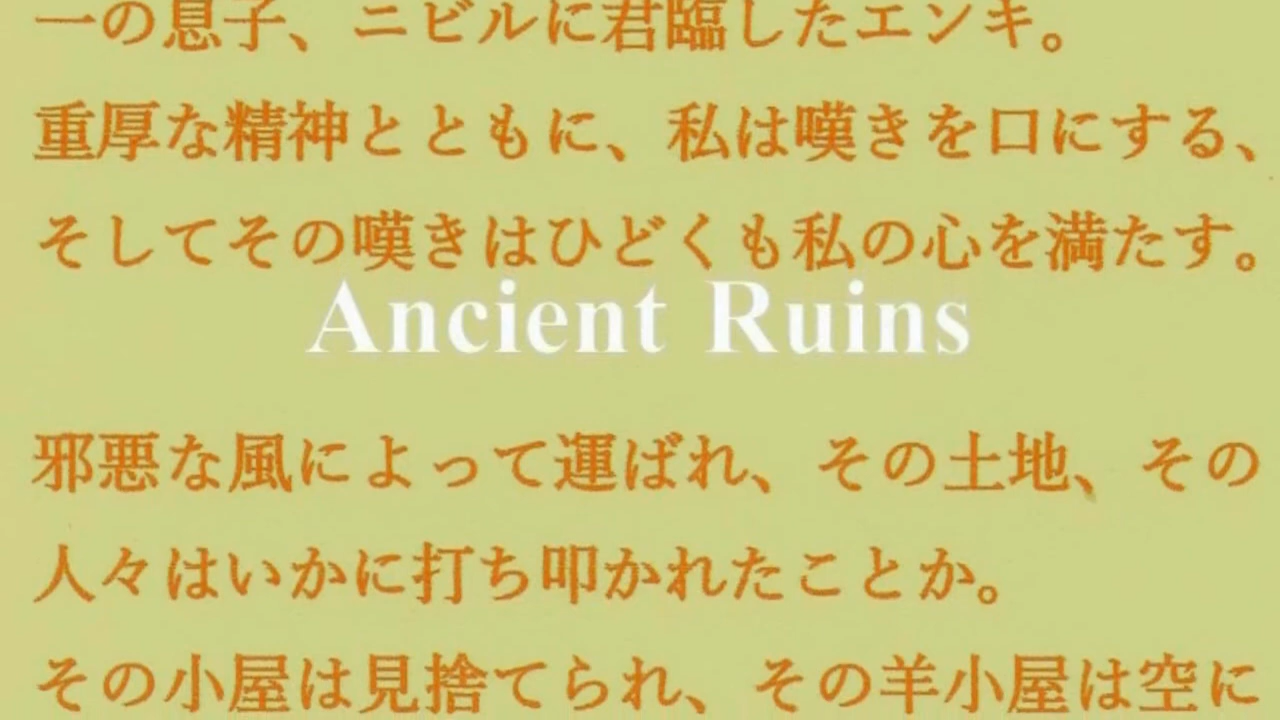 一の息子、ニビルに君臨したエンキ。
重厚な精神とともに、私は嘆きを口にする、
そしてその嘆きはひどくも私の心を満たす。
Ancient Ruins
邪悪な風によって運ばれ、その土地、その
人々はいかに打ち叩かれたことか。
その小屋は見捨てられ、その羊小屋は空に